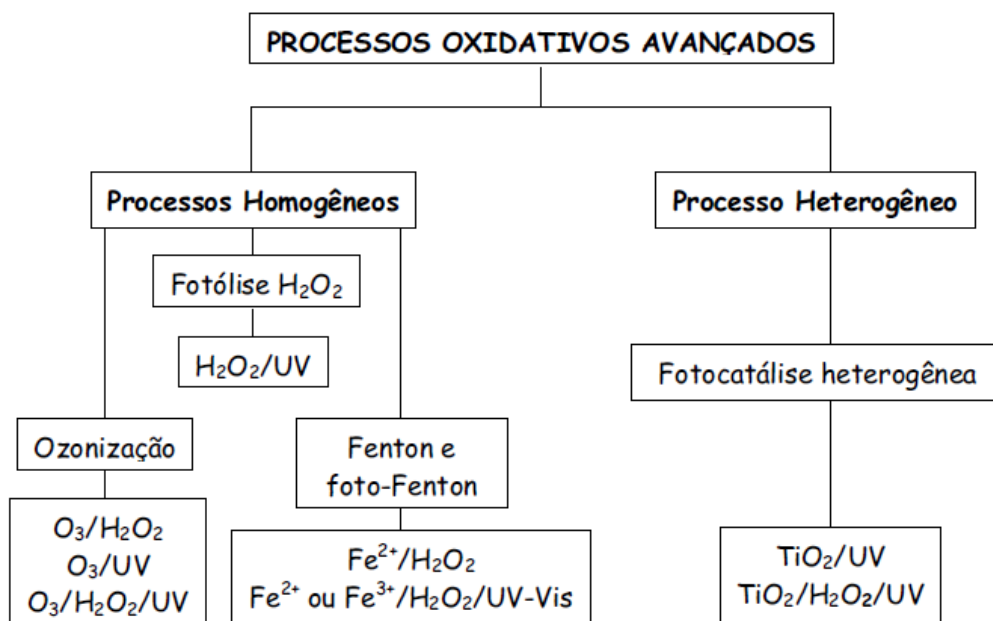 PROCESSOS OXIDATIVOS AVANÇADOS
Processos Homogêneos
Processo Heterogêneo
Fotólise H₂O₂
H₂O₂/UV
Fotocatálise heterogênea
Ozonização
Fenton e
foto-Fenton
O₃/H₂O₂
O₃/UV
O₃/H₂O₂/UV
Fe²⁺/H₂O₂
Fe²⁺ ou Fe³⁺/H₂O₂/UV-Vis
TiO₂/UV
TiO₂/H₂O₂/UV